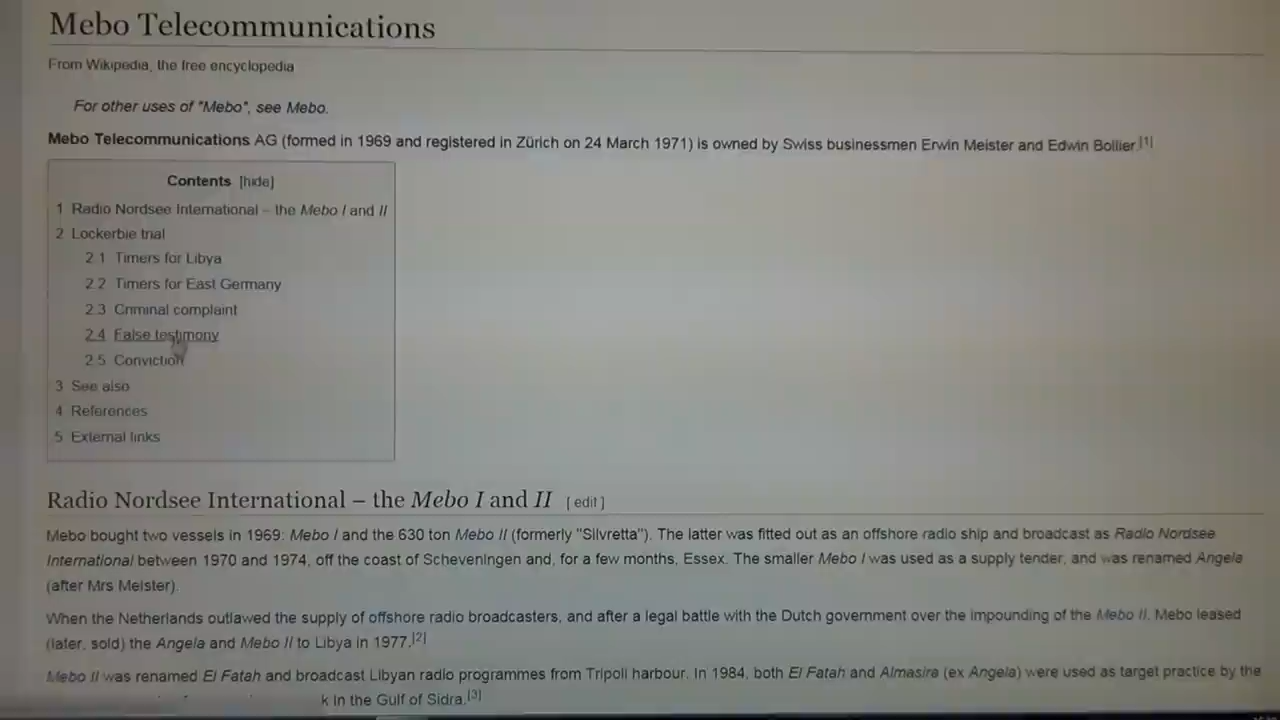 Mebo Telecommunications
From Wikipedia, the free encyclopedia
For other uses of "Mebo", see Mebo.
Mebo Telecommunications AG (formed in 1969 and registered in Zürich on 24 March 1971) is owned by Swiss businessmen Erwin Meister and Edwin Bollier.[1]
Contents [hide]
1 Radio Nordsee International – the Mebo I and II
2 Lockerbie trial
2.1 Timers for Libya
2.2 Timers for East Germany
2.3 Criminal complaint
2.4 False testimony
2.5 Conviction
3 See also
4 References
5 External links
Radio Nordsee International – the Mebo I and II [ edit ]
Mebo bought two vessels in 1969: Mebo I and the 630 ton Mebo II (formerly "Silvretta"). The latter was fitted out as an offshore radio ship and broadcast as Radio Nordsee
International between 1970 and 1974, off the coast of Scheveningen and, for a few months, Essex. The smaller Mebo I was used as a supply tender, and was renamed Angela
(after Mrs Meister).
When the Netherlands outlawed the supply of offshore radio broadcasters, and after a legal battle with the Dutch government over the impounding of the Mebo II, Mebo leased
(later, sold) the Angela and Mebo II to Libya in 1977.[2]
Mebo II was renamed El Fatah and broadcast Libyan radio programmes from Tripoli harbour. In 1984, both El Fatah and Almasira (ex Angela) were used as target practice by the
k in the Gulf of Sidra.[3]